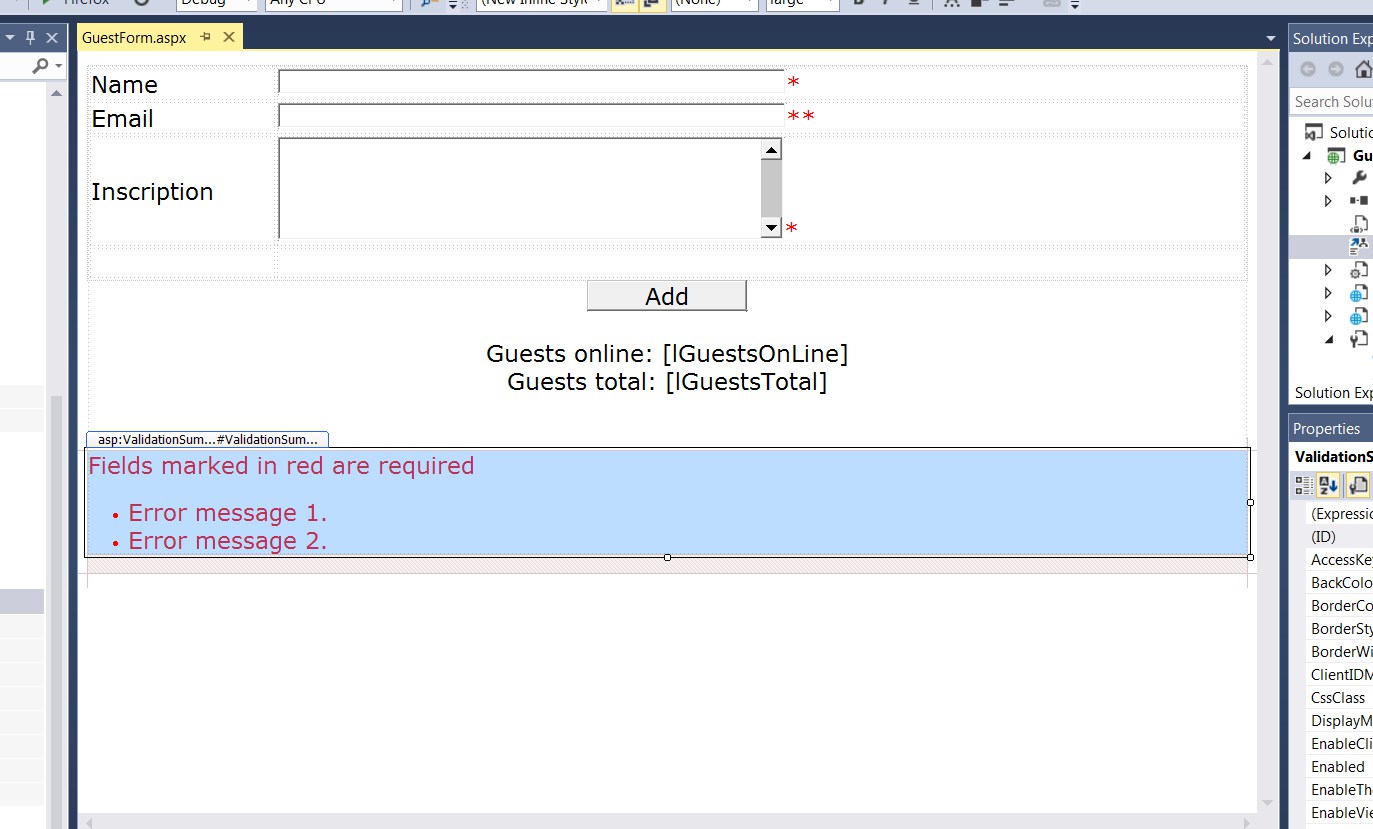 Firefox
Debug
Any CPU
(New Inline Style
(None)
large
GuestForm.aspx
Name
*
Email
**
Inscription
*
Add
Guests online: [lGuestsOnLine]
Guests total: [lGuestsTotal]
asp:ValidationSum...#ValidationSum...
Fields marked in red are required
Error message 1.
Error message 2.
Solution Exp
Search Solu
Solutio
Gu
Solution Exp
Properties
ValidationS
(Expressio
(ID)
AccessKey
BackColo
BorderCo
BorderSty
BorderWi
ClientIDM
CssClass
DisplayM
EnableCli
Enabled
EnableThe
EnableVie